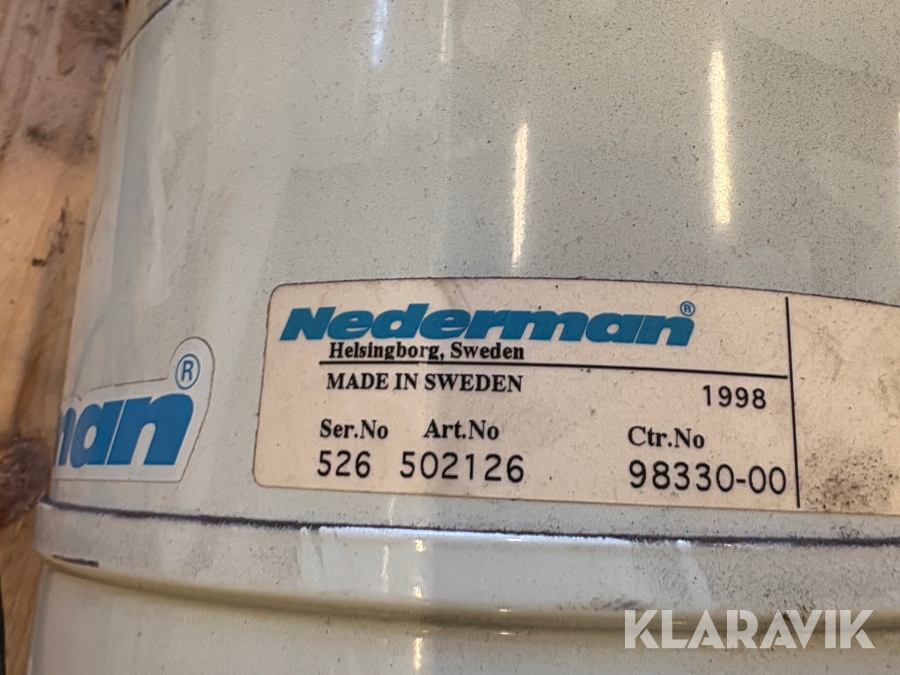 Nederman®
Helsingborg, Sweden
MADE IN SWEDEN 1998
Ser.No Art.No Ctr.No
526 502126 98330-00
man®
KLARAVIK